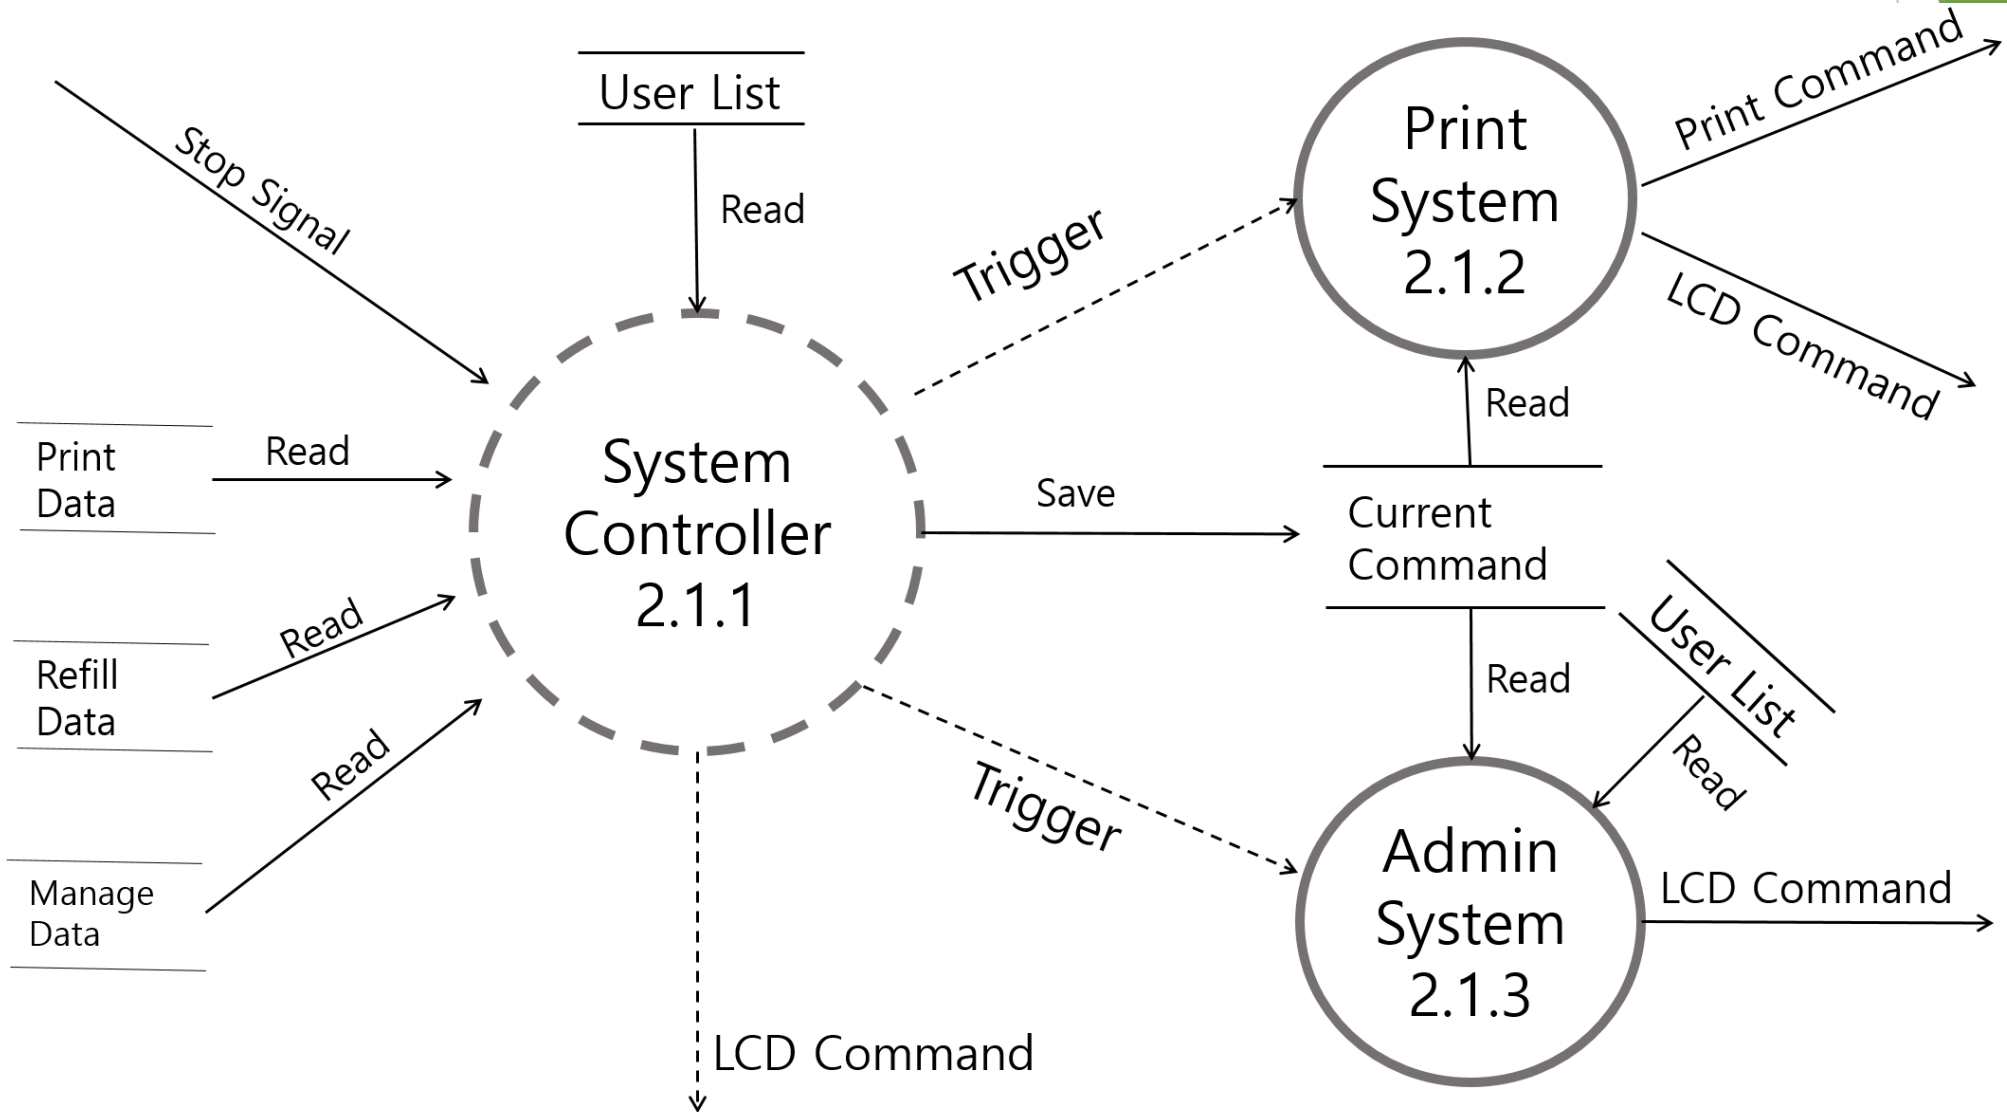 Stop Signal
User List
Read
Print
Data
Read
Refill
Data
Read
Manage
Data
Read
System
Controller
2.1.1
Trigger
Save
Trigger
LCD Command
Print
System
2.1.2
Print Command
LCD Command
Read
Current
Command
Read
User List
Read
Admin
System
2.1.3
LCD Command